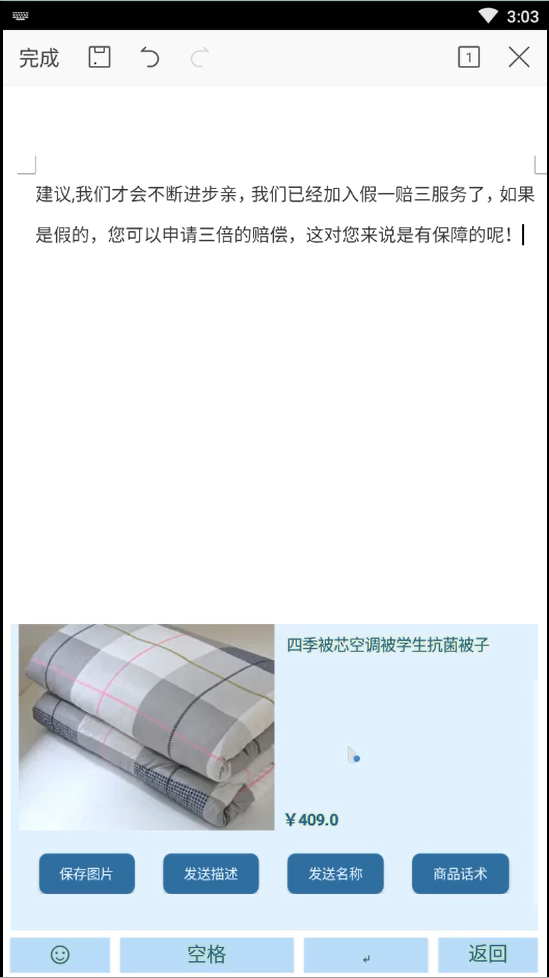 3:03
完成
1
建议,我们才会不断进步亲，我们已经加入假一赔三服务了，如果
是假的，您可以申请三倍的赔偿，这对您来说是有保障的呢！
四季被芯空调被学生抗菌被子
￥409.0
保存图片 发送描述 发送名称 商品话术
空格 返回